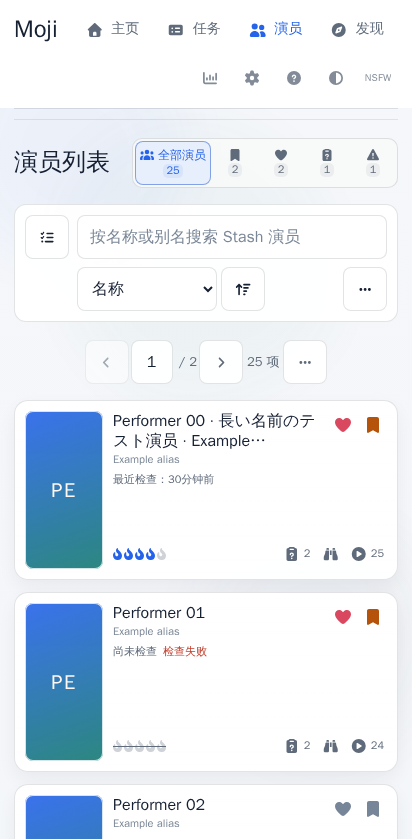 Moji 主页 任务 演员 发现
NSFW
演员列表
全部演员
25 2 2 1 1
按名称或别名搜索 Stash 演员
名称
1 / 2 25 项
Performer 00 · 長い名前のテ
スト演员 · Example…
Example alias
最近检查：30分钟前
PE
2 25
Performer 01
Example alias
尚未检查 检查失败
PE
2 24
Performer 02
Example alias